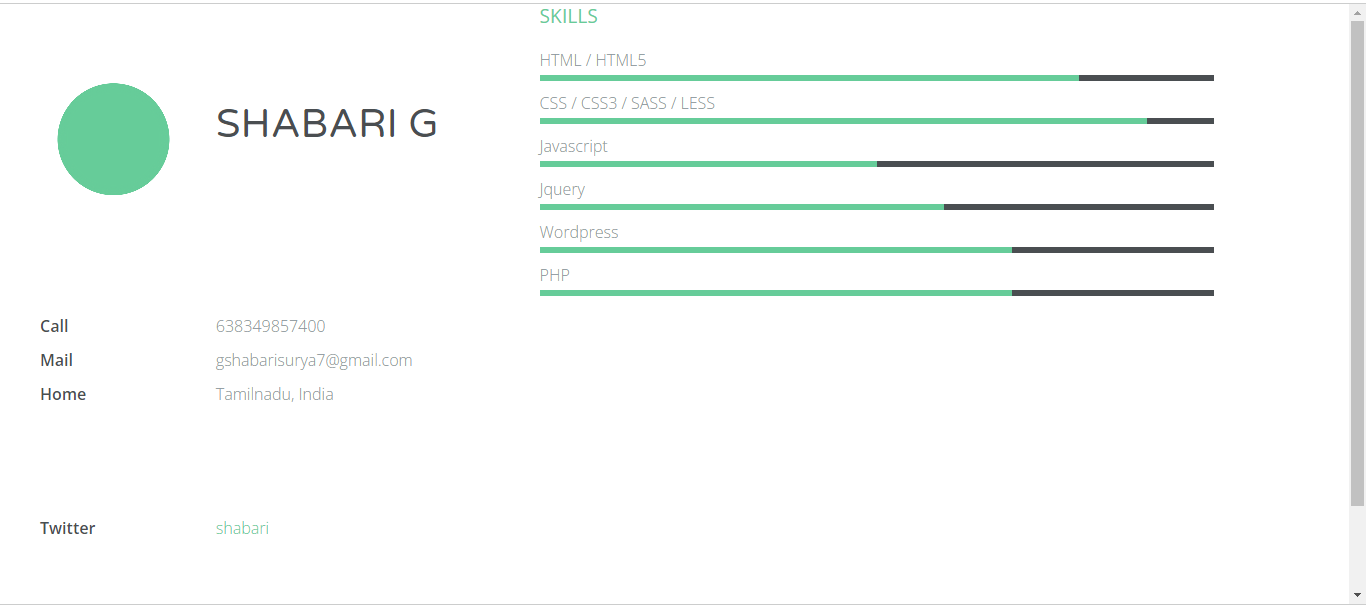 SHABARI G
Call 638349857400
Mail gshabarisurya7@gmail.com
Home Tamilnadu, India
Twitter shabari
SKILLS
HTML / HTML5
CSS / CSS3 / SASS / LESS
Javascript
Jquery
Wordpress
PHP